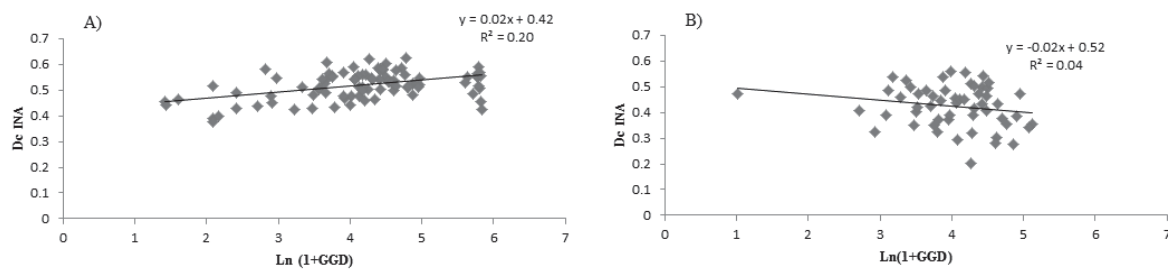 A)
y = 0.02x + 0.42
R² = 0.20
0.7
0.6
0.5
0.4
0.3
0.2
0.1
0
Dc INA
0 1 2 3 4 5 6 7
Ln (1+GGD)
B)
y = -0.02x + 0.52
R² = 0.04
0.7
0.6
0.5
0.4
0.3
0.2
0.1
0
Dc INA
0 1 2 3 4 5 6 7
Ln(1+GGD)